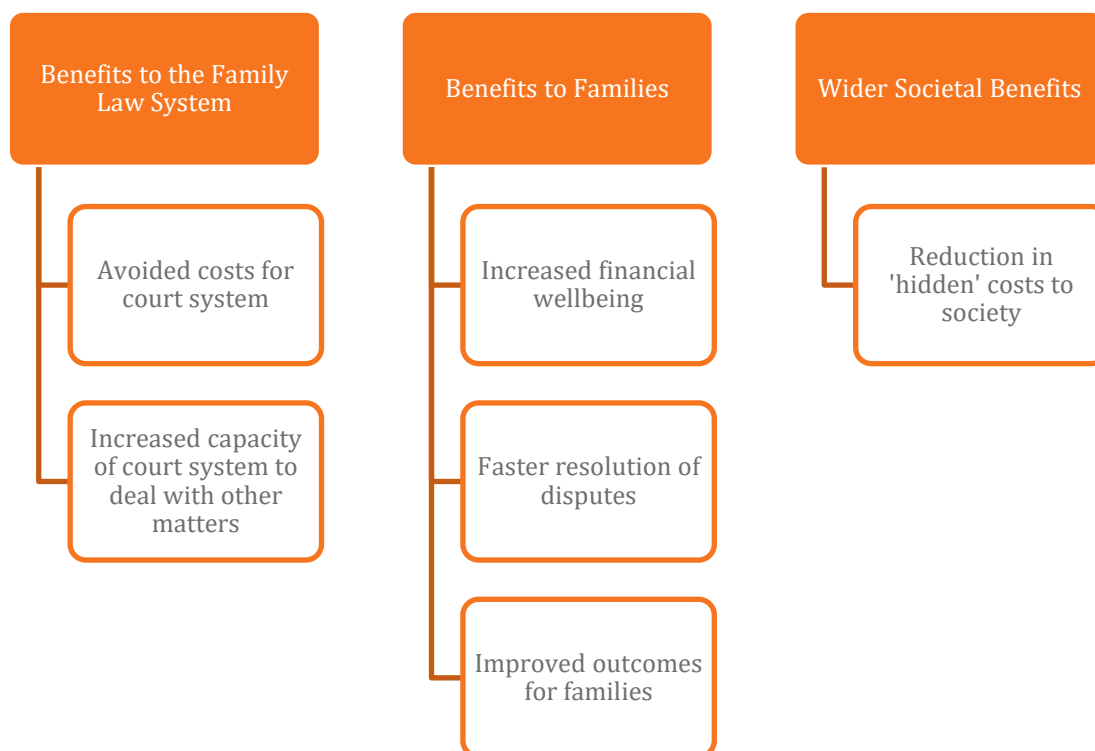 Benefits to the Family
Law System
Avoided costs for
court system
Increased capacity
of court system to
deal with other
matters
Benefits to Families
Increased financial
wellbeing
Faster resolution of
disputes
Improved outcomes
for families
Wider Societal Benefits
Reduction in
'hidden' costs to
society